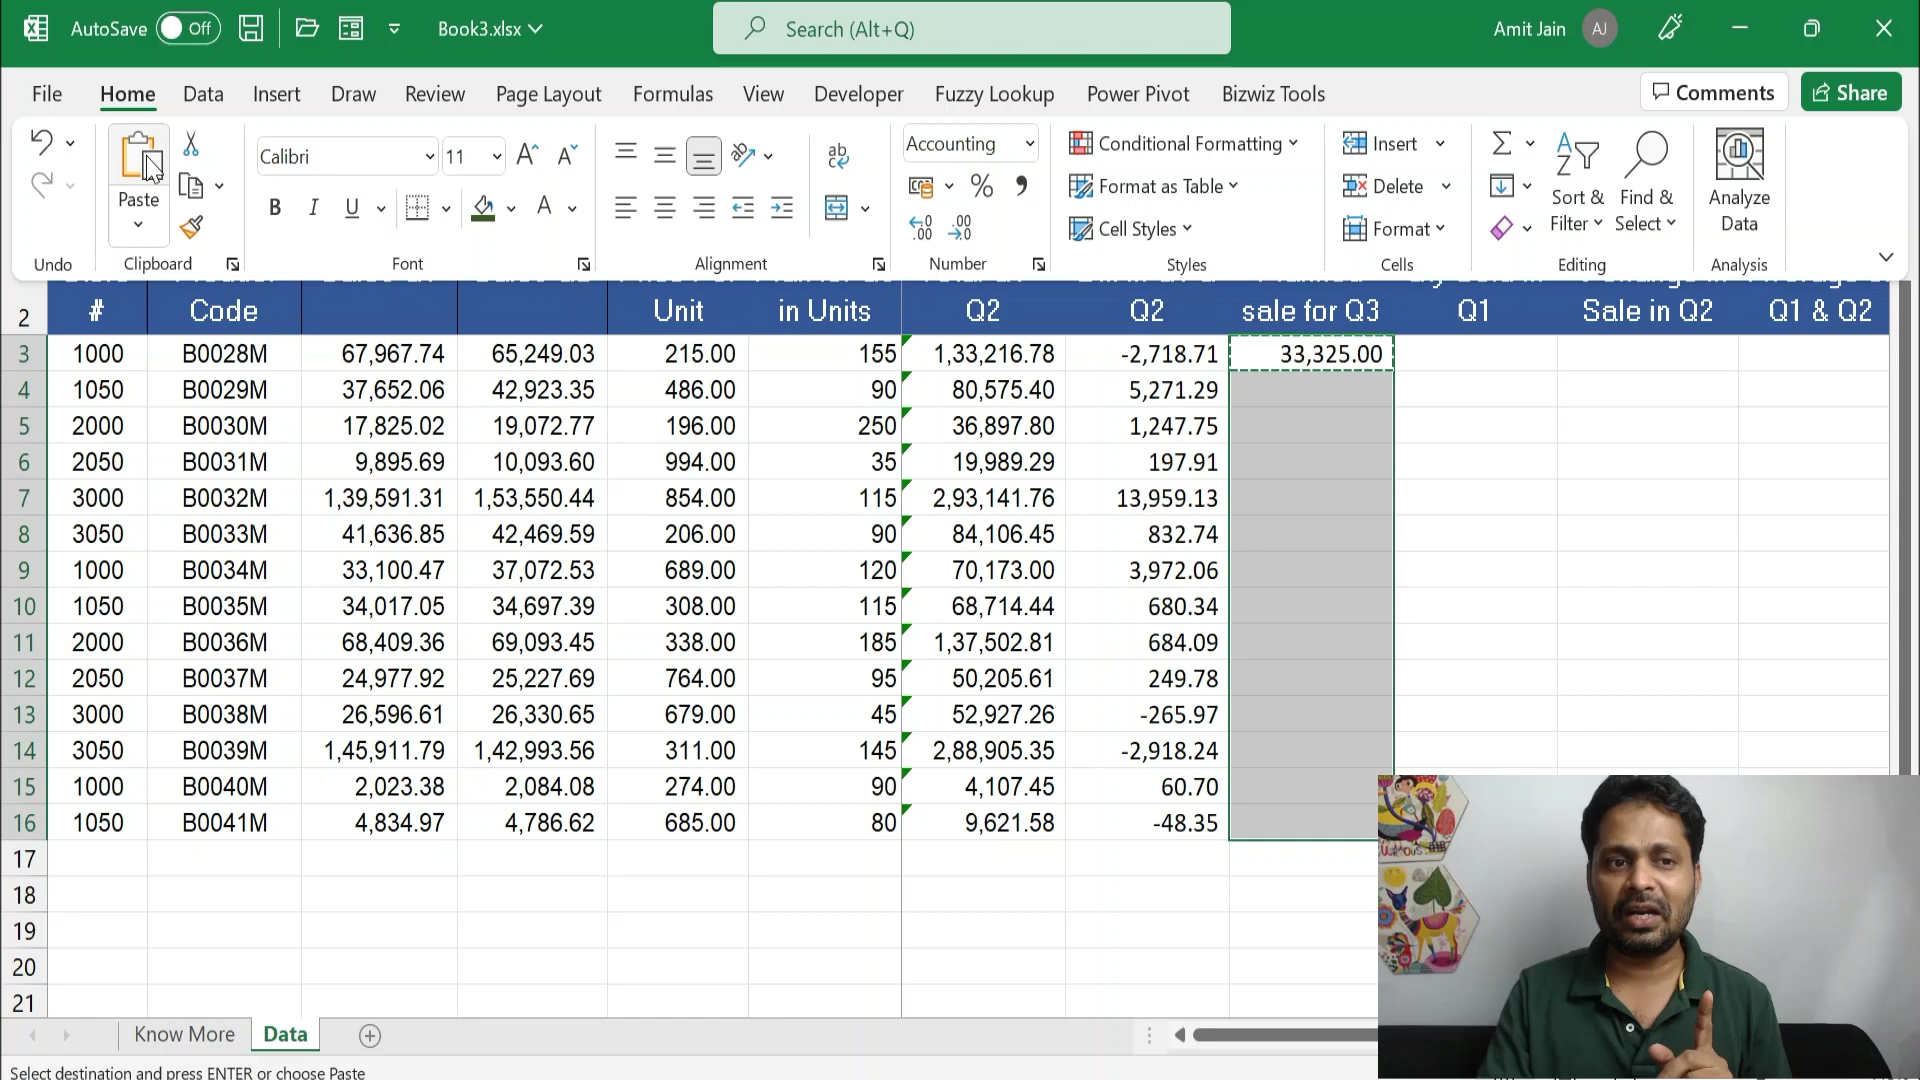 AutoSave Off Book3.xlsx Search (Alt+Q) Amit Jain AJ
File Home Data Insert Draw Review Page Layout Formulas View Developer Fuzzy Lookup Power Pivot Bizwiz Tools Comments Share
Calibri 11 ab Accounting Conditional Formatting Insert
Paste B I U A % Format as Table Delete Sort & Find & Analyze
Cell Styles Format Filter Select Data
Undo Clipboard Font Alignment Number Styles Cells Editing Analysis
2 # Code Unit in Units Q2 Q2 sale for Q3 Q1 Sale in Q2 Q1 & Q2
3 1000 B0028M 67,967.74 65,249.03 215.00 155 1,33,216.78 -2,718.71 33,325.00
4 1050 B0029M 37,652.06 42,923.35 486.00 90 80,575.40 5,271.29
5 2000 B0030M 17,825.02 19,072.77 196.00 250 36,897.80 1,247.75
6 2050 B0031M 9,895.69 10,093.60 994.00 35 19,989.29 197.91
7 3000 B0032M 1,39,591.31 1,53,550.44 854.00 115 2,93,141.76 13,959.13
8 3050 B0033M 41,636.85 42,469.59 206.00 90 84,106.45 832.74
9 1000 B0034M 33,100.47 37,072.53 689.00 120 70,173.00 3,972.06
10 1050 B0035M 34,017.05 34,697.39 308.00 115 68,714.44 680.34
11 2000 B0036M 68,409.36 69,093.45 338.00 185 1,37,502.81 684.09
12 2050 B0037M 24,977.92 25,227.69 764.00 95 50,205.61 249.78
13 3000 B0038M 26,596.61 26,330.65 679.00 45 52,927.26 -265.97
14 3050 B0039M 1,45,911.79 1,42,993.56 311.00 145 2,88,905.35 -2,918.24
15 1000 B0040M 2,023.38 2,084.08 274.00 90 4,107.45 60.70
16 1050 B0041M 4,834.97 4,786.62 685.00 80 9,621.58 -48.35
17
18
19
20
21
Know More Data
Select destination and press ENTER or choose Paste